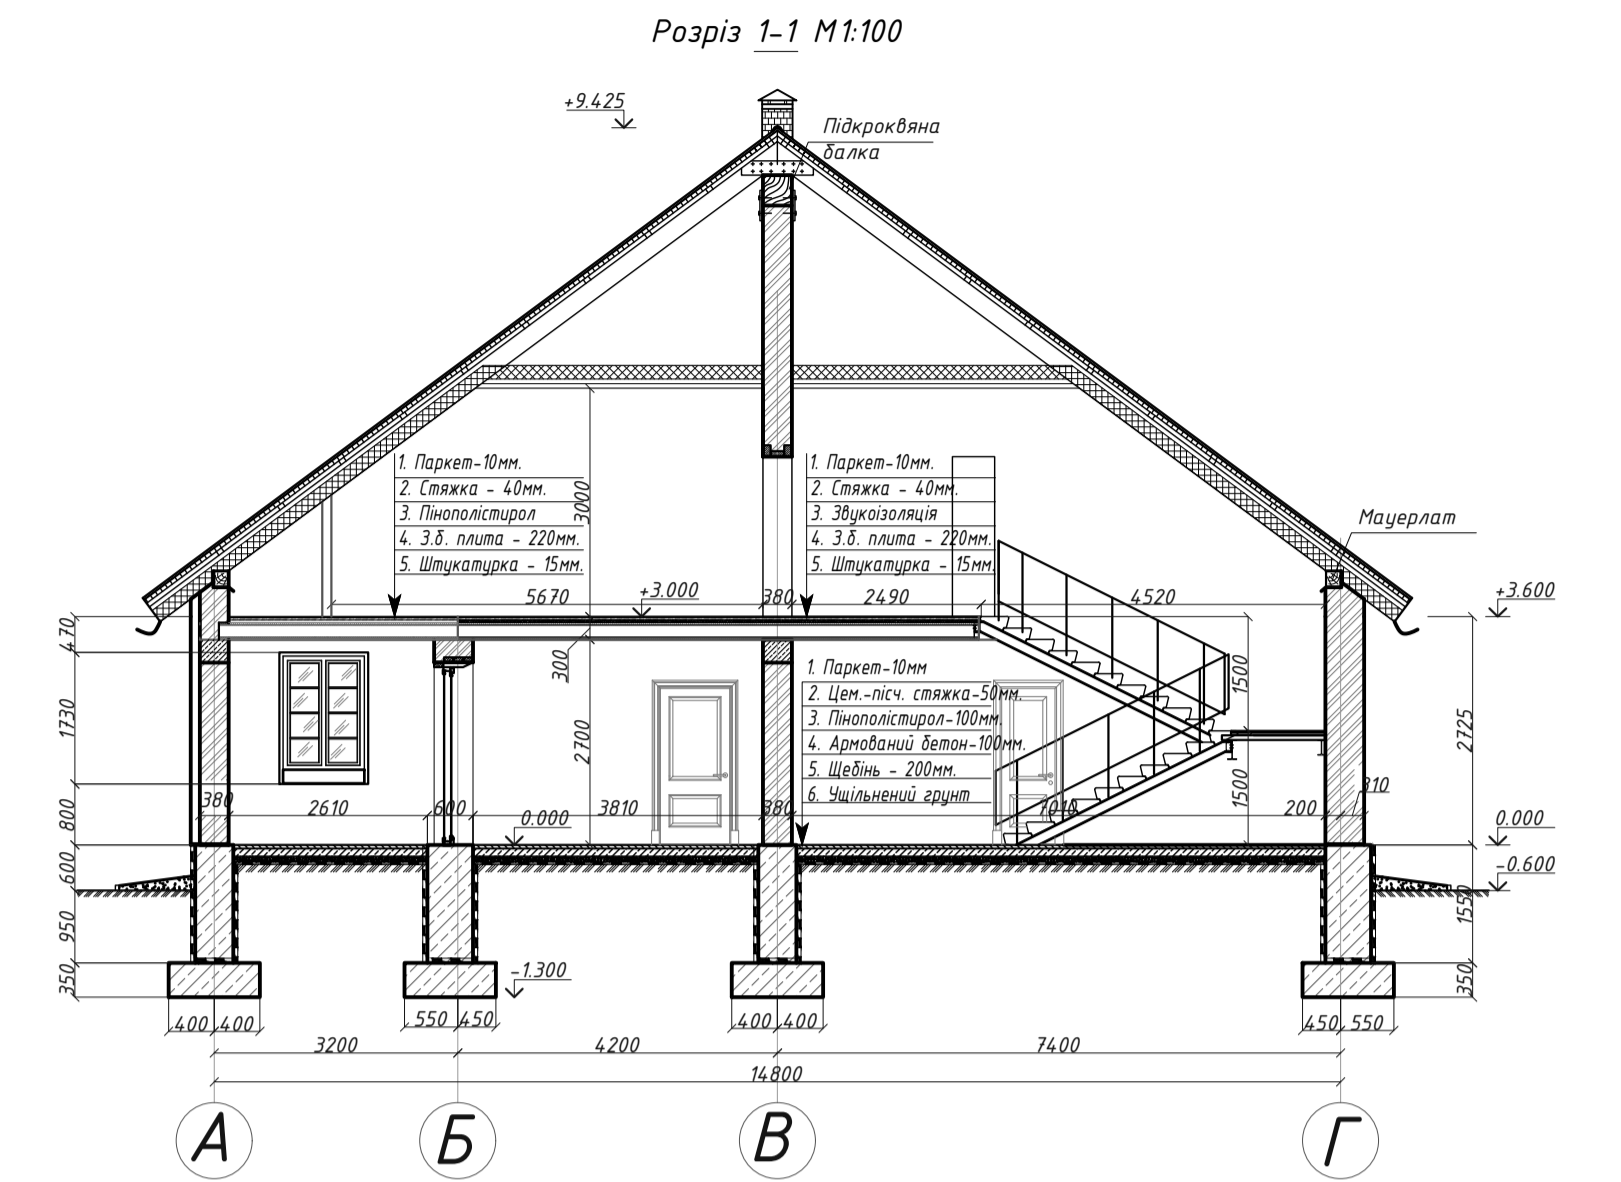 Розріз 1-1 М1:100
+9.425
Підкроквяна
балка
1. Паркет-10мм.
2. Стяжка - 40мм.
3. Пінополістирол
4. З.б. плита - 220мм.
5. Штукатурка - 15мм.
3000
1. Паркет-10мм.
2. Стяжка - 40мм.
3. Звукоізоляція
4. З.б. плита - 220мм.
5. Штукатурка - 15мм.
Мауерлат
5670
+3.000
380
2490
4520
+3.600
470
1730
800
600
950
350
300
2700
1. Паркет-10мм
2. Цем.-písч. стяжка-50мм.
3. Пінополістирол-100мм.
4. Армований бетон-100мм.
5. Щебінь - 200мм.
6. Ущільнений грунт
1500
1500
2725
380
2610
600
0.000
3810
380
7010
200
310
0.000
-0.600
1550
350
-1.300
400
400
550
450
400
400
450
550
3200
4200
7400
14800
А
Б
В
Г